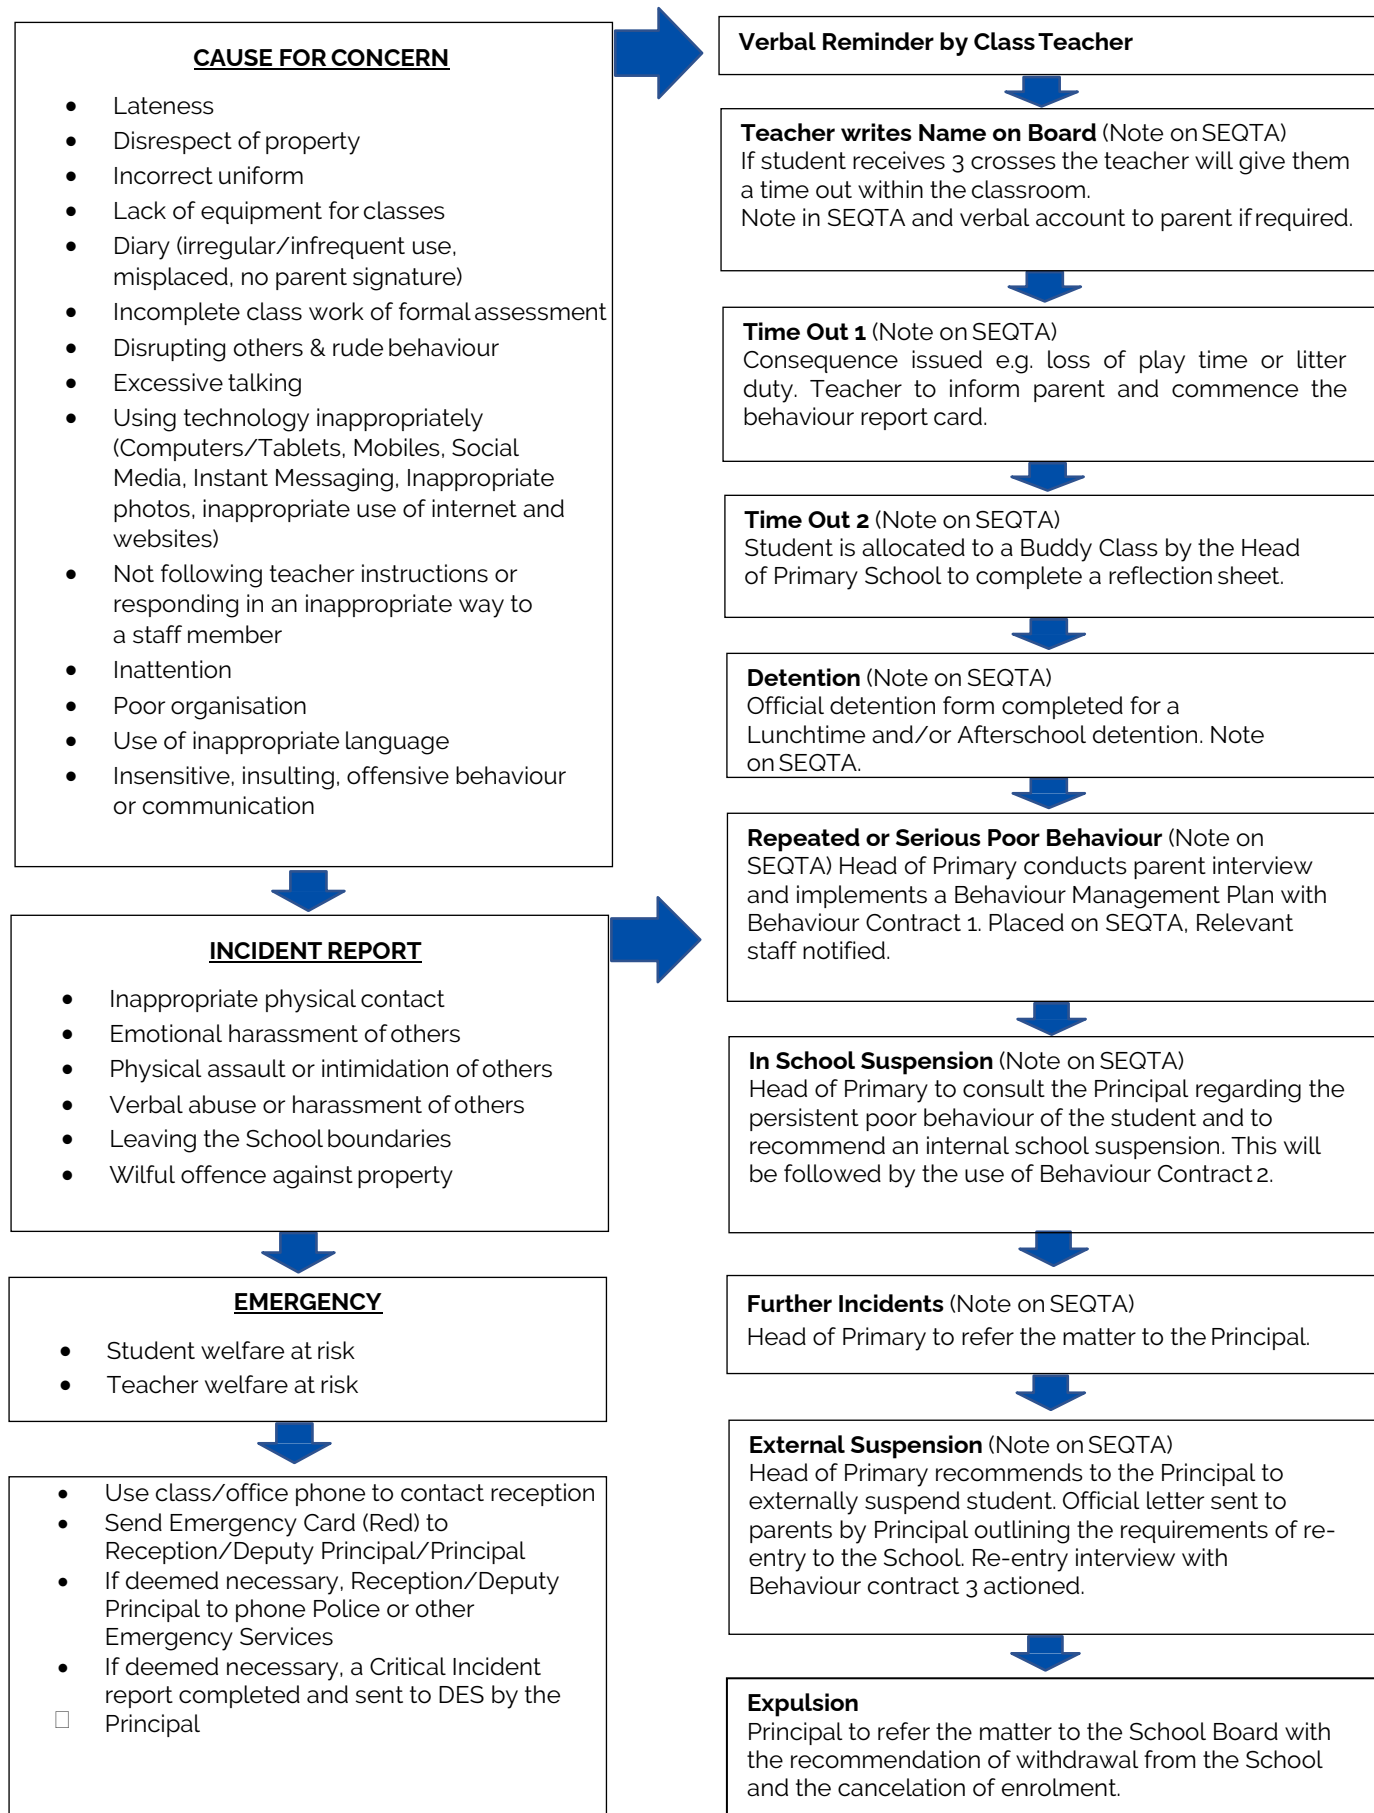 CAUSE FOR CONCERN
• Lateness
• Disrespect of property
• Incorrect uniform
• Lack of equipment for classes
• Diary (irregular/infrequent use,
misplaced, no parent signature)
• Incomplete class work of formal assessment
• Disrupting others & rude behaviour
• Excessive talking
• Using technology inappropriately
(Computers/Tablets, Mobiles, Social
Media, Instant Messaging, Inappropriate
photos, inappropriate use of internet and
websites)
• Not following teacher instructions or
responding in an inappropriate way to
a staff member
• Inattention
• Poor organisation
• Use of inappropriate language
• Insensitive, insulting, offensive behaviour
or communication
INCIDENT REPORT
• Inappropriate physical contact
• Emotional harassment of others
• Physical assault or intimidation of others
• Verbal abuse or harassment of others
• Leaving the School boundaries
• Wilful offence against property
EMERGENCY
• Student welfare at risk
• Teacher welfare at risk
• Use class/office phone to contact reception
• Send Emergency Card (Red) to
Reception/Deputy Principal/Principal
• If deemed necessary, Reception/Deputy
Principal to phone Police or other
Emergency Services
• If deemed necessary, a Critical Incident
report completed and sent to DES by the
Principal
Verbal Reminder by Class Teacher
Teacher writes Name on Board (Note on SEQTA)
If student receives 3 crosses the teacher will give them
a time out within the classroom.
Note in SEQTA and verbal account to parent if required.
Time Out 1 (Note on SEQTA)
Consequence issued e.g. loss of play time or litter
duty. Teacher to inform parent and commence the
behaviour report card.
Time Out 2 (Note on SEQTA)
Student is allocated to a Buddy Class by the Head
of Primary School to complete a reflection sheet.
Detention (Note on SEQTA)
Official detention form completed for a
Lunchtime and/or Afterschool detention. Note
on SEQTA.
Repeated or Serious Poor Behaviour (Note on
SEQTA) Head of Primary conducts parent interview
and implements a Behaviour Management Plan with
Behaviour Contract 1. Placed on SEQTA, Relevant
staff notified.
In School Suspension (Note on SEQTA)
Head of Primary to consult the Principal regarding the
persistent poor behaviour of the student and to
recommend an internal school suspension. This will
be followed by the use of Behaviour Contract 2.
Further Incidents (Note on SEQTA)
Head of Primary to refer the matter to the Principal.
External Suspension (Note on SEQTA)
Head of Primary recommends to the Principal to
externally suspend student. Official letter sent to
parents by Principal outlining the requirements of re-
entry to the School. Re-entry interview with
Behaviour contract 3 actioned.
Expulsion
Principal to refer the matter to the School Board with
the recommendation of withdrawal from the School
and the cancelation of enrolment.